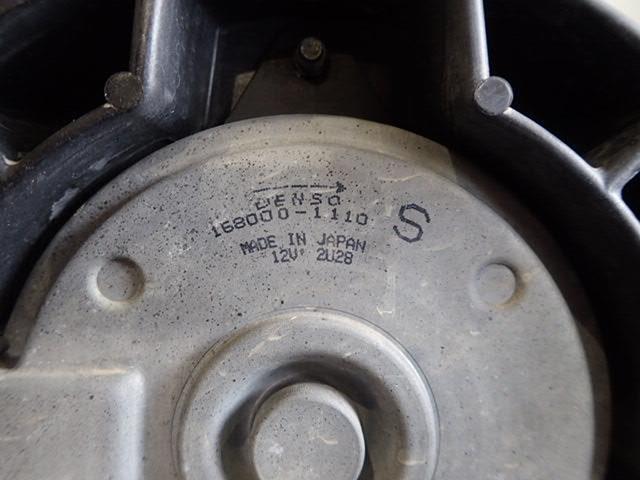 DENSO
168000-1110
S
MADE IN JAPAN
12V 2U28